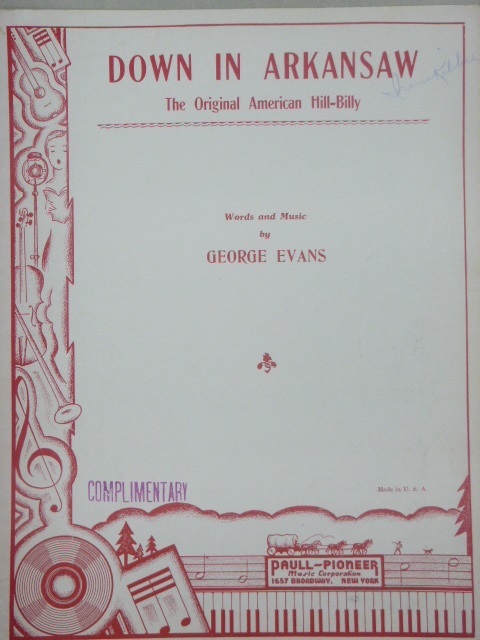 DOWN IN ARKANSAW
The Original American Hill-Billy
Words and Music
by
GEORGE EVANS
COMPLIMENTARY
Made in U. S. A.
PAULL-PIONEER
Music Corporation
1657 BROADWAY, NEW YORK